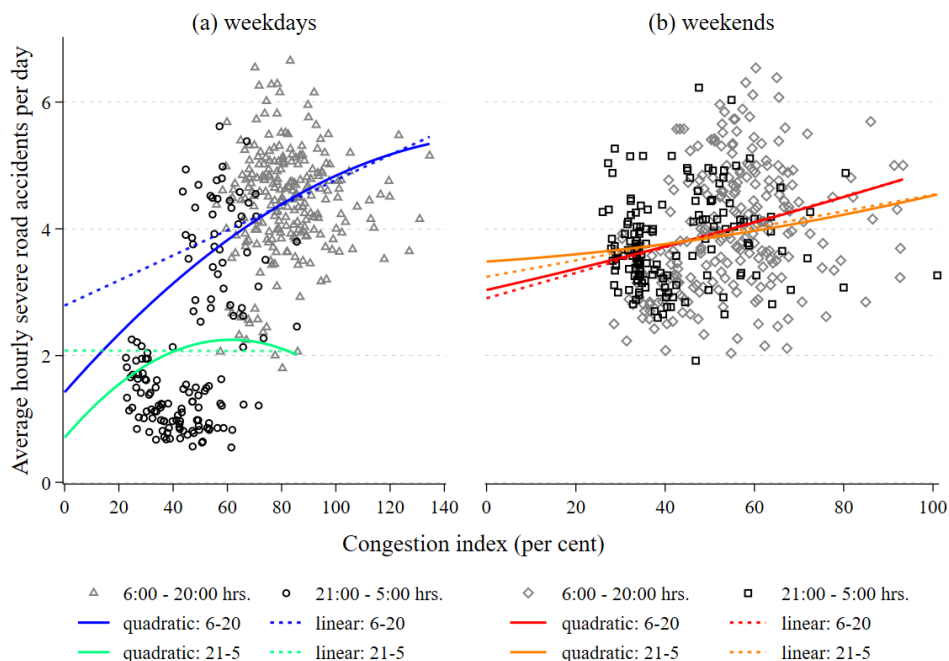 (a) weekdays
(b) weekends
Average hourly severe road accidents per day
6
4
2
0
0 20 40 60 80 100 120 140
0 20 40 60 80 100
Congestion index (per cent)
6:00 - 20:00 hrs. 21:00 - 5:00 hrs.
quadratic: 6-20 linear: 6-20
quadratic: 21-5 linear: 21-5
6:00 - 20:00 hrs. 21:00 - 5:00 hrs.
quadratic: 6-20 linear: 6-20
quadratic: 21-5 linear: 21-5